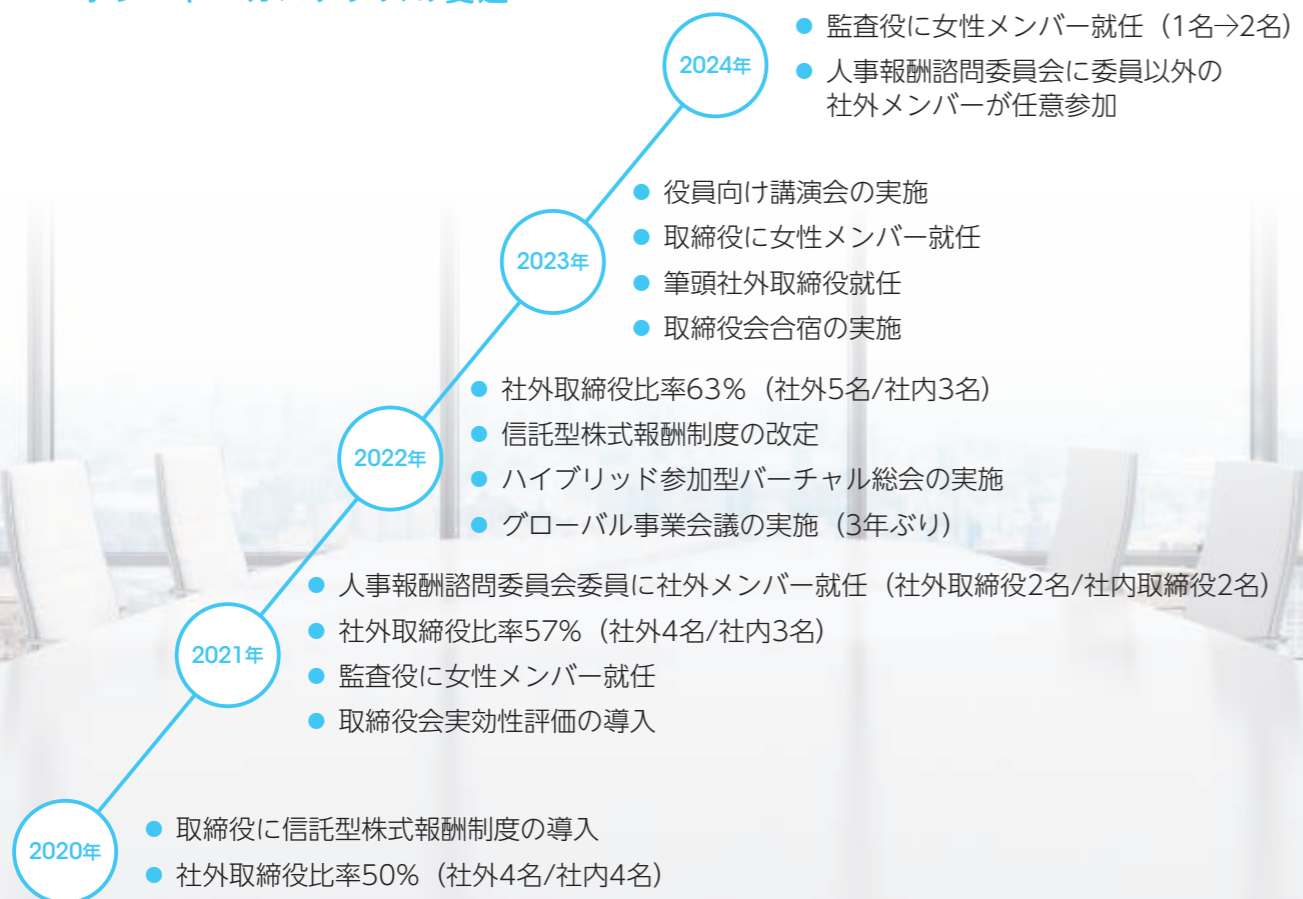 2024年
監査役に女性メンバー就任（1名→2名）
人事報酬諮問委員会に委員以外の
社外メンバーが任意参加
2023年
役員向け講演会の実施
取締役に女性メンバー就任
筆頭社外取締役就任
取締役会合宿の実施
2022年
社外取締役比率63%（社外5名/社内3名）
信託型株式報酬制度の改定
ハイブリッド参加型バーチャル総会の実施
グローバル事業会議の実施（3年ぶり）
2021年
人事報酬諮問委員会委員に社外メンバー就任（社外取締役2名/社内取締役2名）
社外取締役比率57%（社外4名/社内3名）
監査役に女性メンバー就任
取締役会実効性評価の導入
2020年
取締役に信託型株式報酬制度の導入
社外取締役比率50%（社外4名/社内4名）